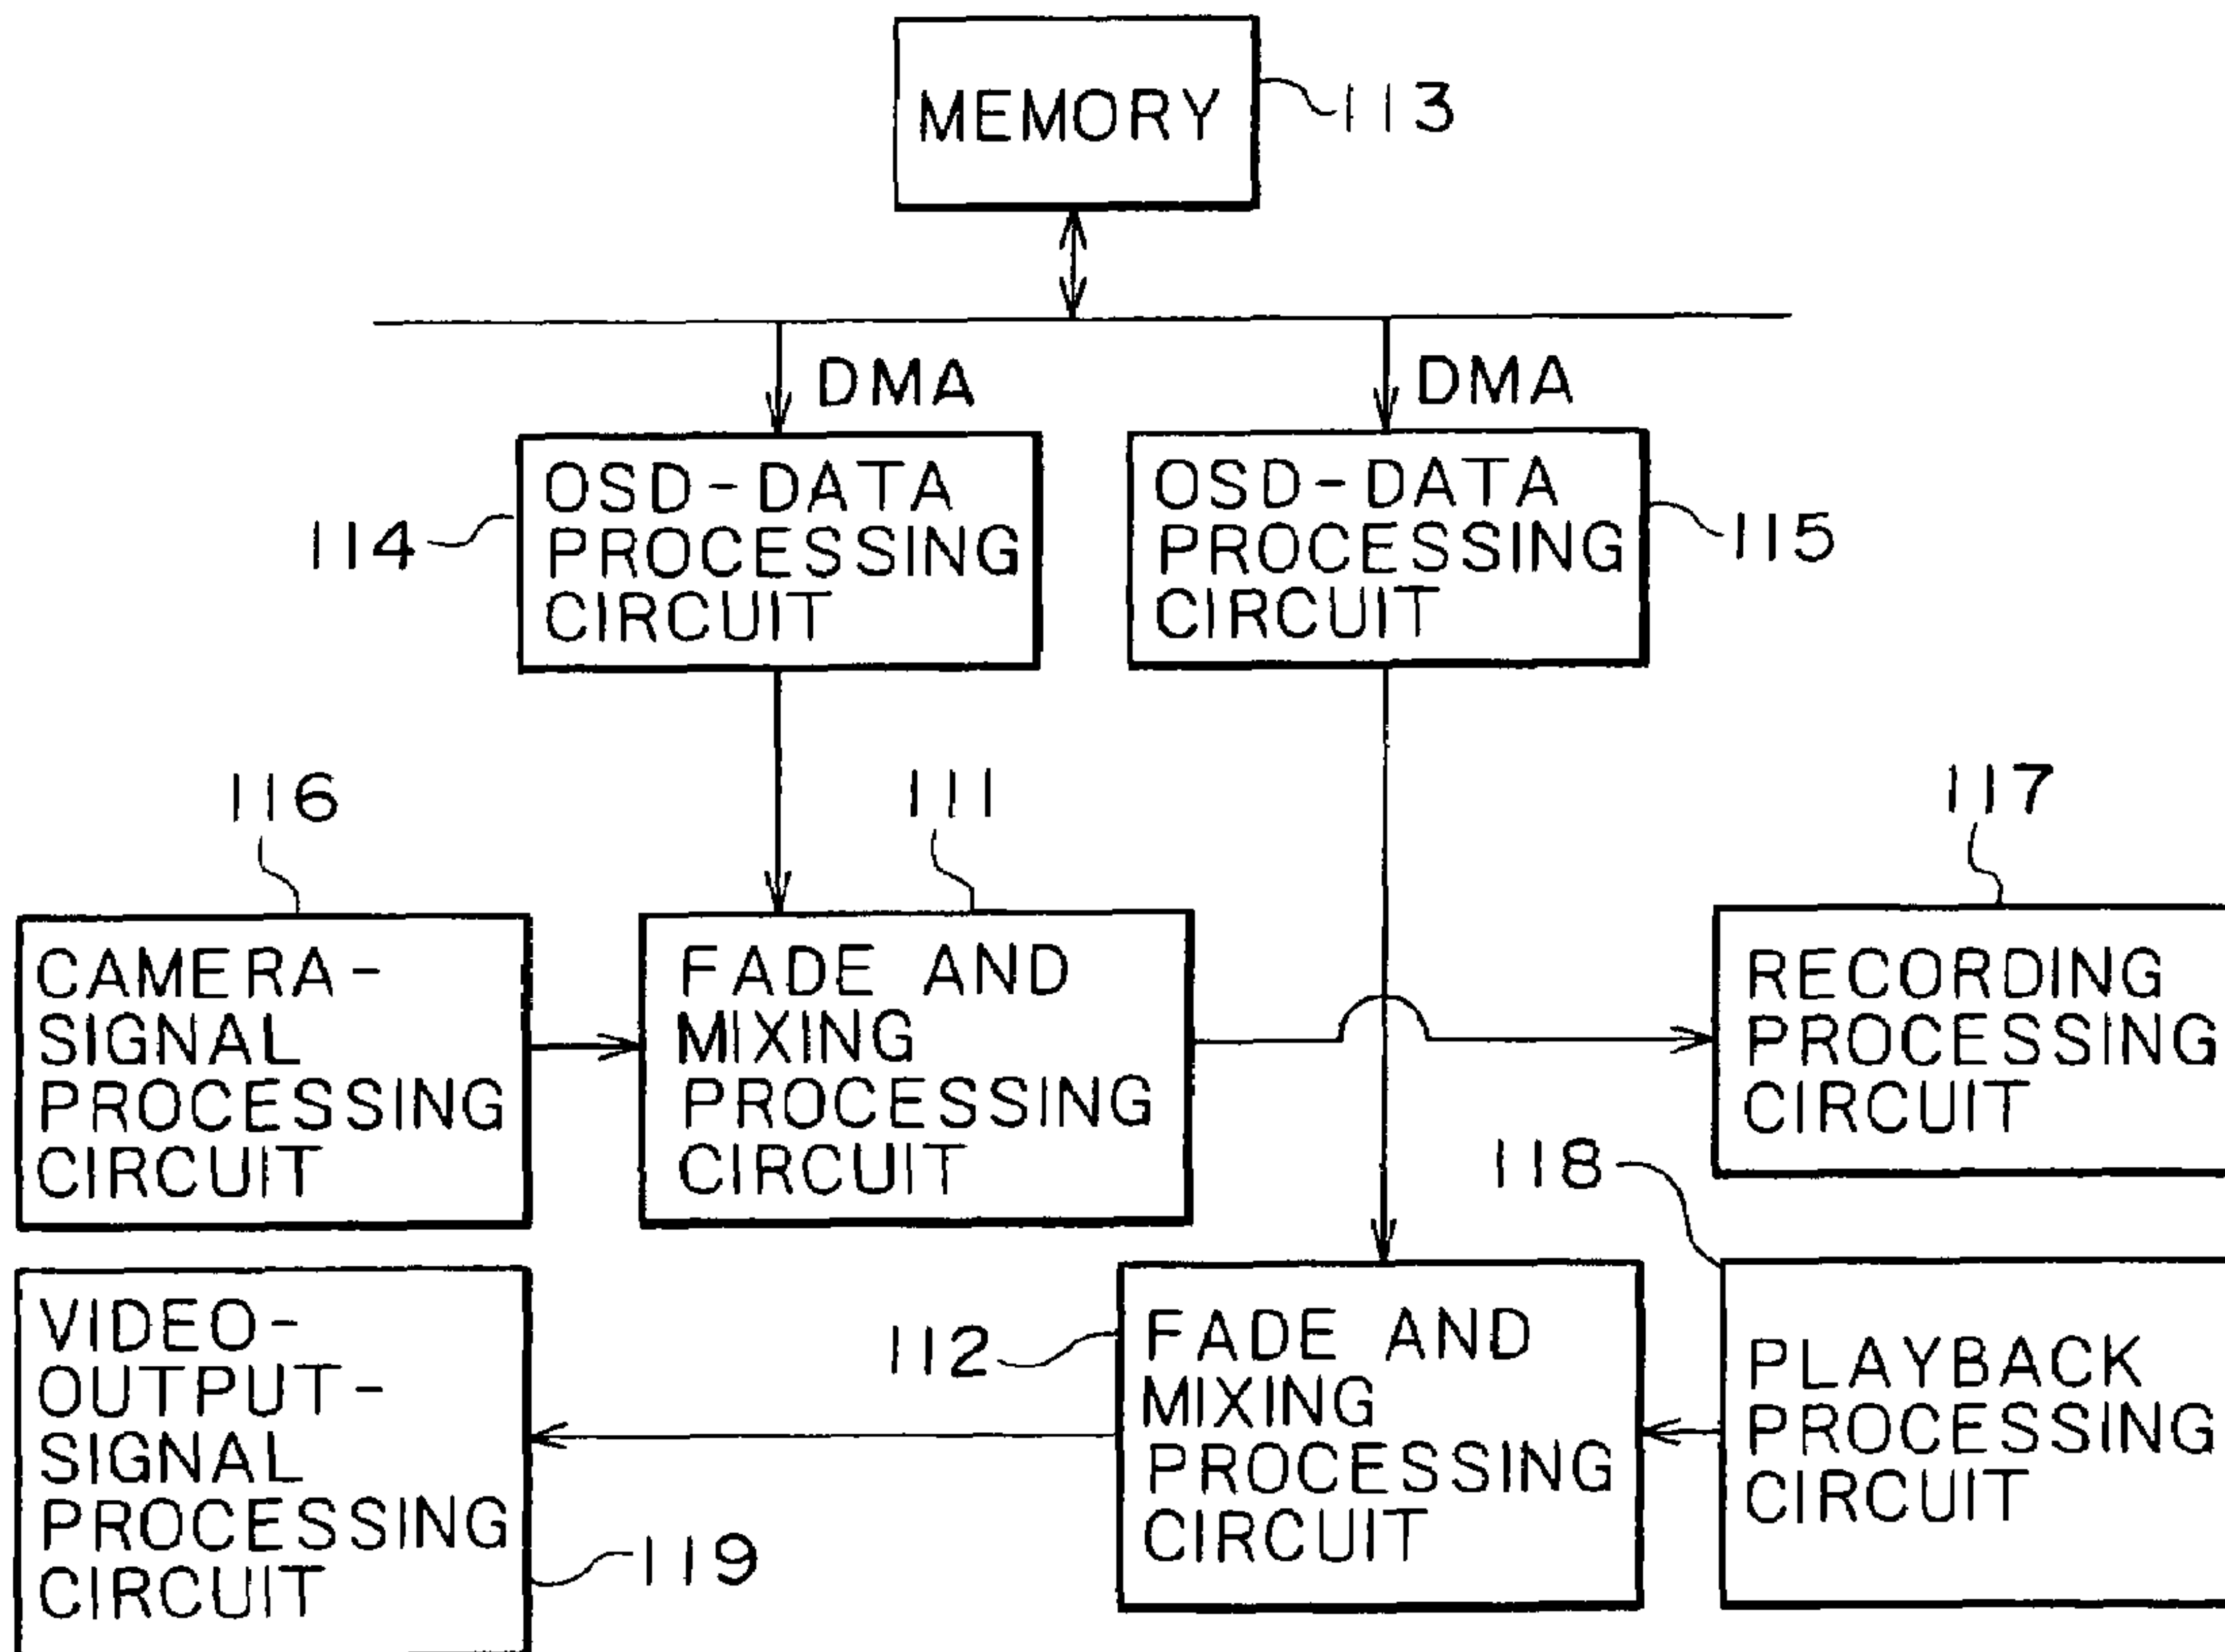 MEMORY
113
DMA
DMA
OSD-DATA
PROCESSING
CIRCUIT
114
OSD-DATA
PROCESSING
CIRCUIT
115
116
111
117
CAMERA-
SIGNAL
PROCESSING
CIRCUIT
FADE AND
MIXING
PROCESSING
CIRCUIT
RECORDING
PROCESSING
CIRCUIT
118
VIDEO-
OUTPUT-
SIGNAL
PROCESSING
CIRCUIT
119
112
FADE AND
MIXING
PROCESSING
CIRCUIT
PLAYBACK
PROCESSING
CIRCUIT